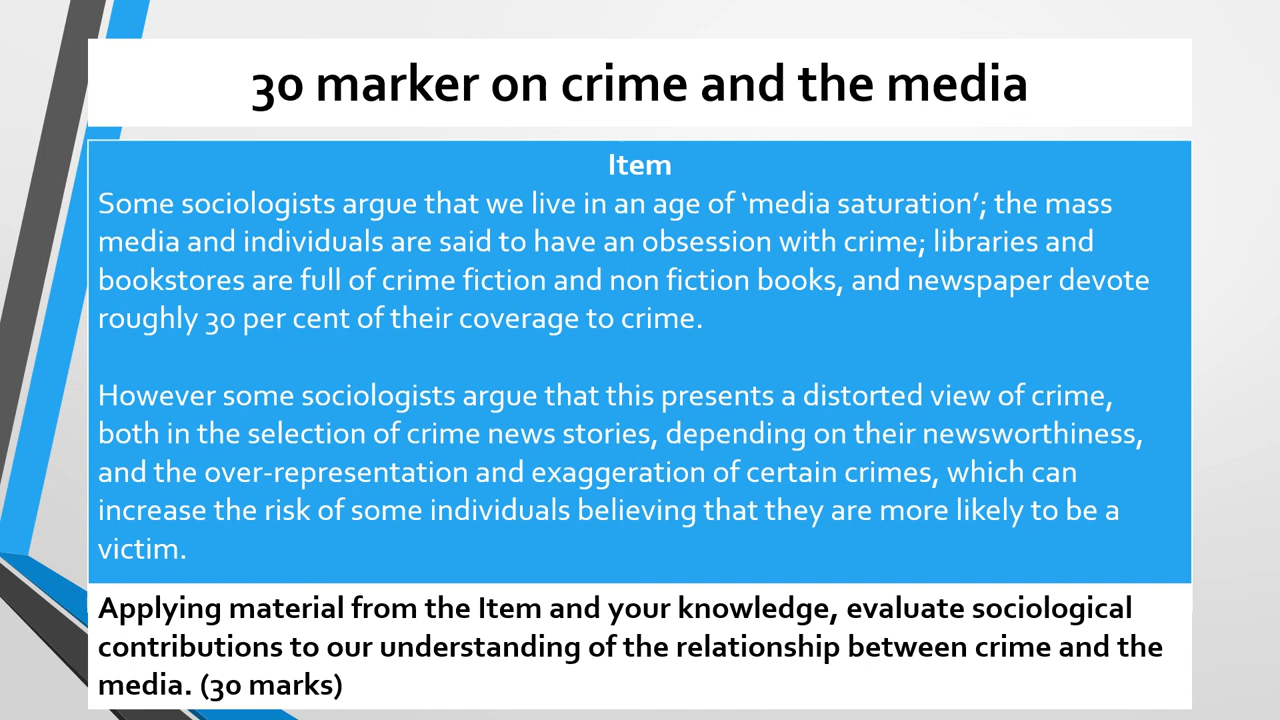 30 marker on crime and the media
Item
Some sociologists argue that we live in an age of ‘media saturation’; the mass
media and individuals are said to have an obsession with crime; libraries and
bookstores are full of crime fiction and non fiction books, and newspaper devote
roughly 30 per cent of their coverage to crime.
However some sociologists argue that this presents a distorted view of crime,
both in the selection of crime news stories, depending on their newsworthiness,
and the over-representation and exaggeration of certain crimes, which can
increase the risk of some individuals believing that they are more likely to be a
victim.
Applying material from the Item and your knowledge, evaluate sociological
contributions to our understanding of the relationship between crime and the
media. (30 marks)